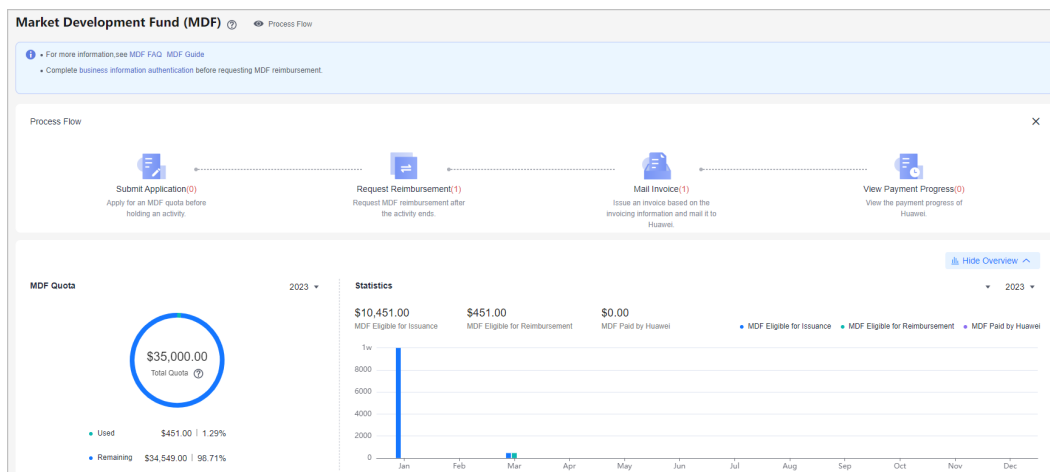 Market Development Fund (MDF) Process Flow
• For more information,see MDF FAQ MDF Guide
• Complete business information authentication before requesting MDF reimbursement.
Process Flow
Submit Application(0)
Apply for an MDF quota before
holding an activity.
Request Reimbursement(1)
Request MDF reimbursement after
the activity ends.
Mail Invoice(1)
Issue an invoice based on the
invoicing information and mail it to
Huawei.
View Payment Progress(0)
View the payment progress of
Huawei.
Hide Overview
MDF Quota 2023
$35,000.00
Total Quota
Used $451.00 1.29%
Remaining $34,549.00 98.71%
Statistics 2023
$10,451.00 $451.00 $0.00
MDF Eligible for Issuance MDF Eligible for Reimbursement MDF Paid by Huawei
MDF Eligible for Issuance MDF Eligible for Reimbursement MDF Paid by Huawei
1w
8000
6000
4000
2000
0
Jan Feb Mar Apr May Jun Jul Aug Sep Oct Nov Dec